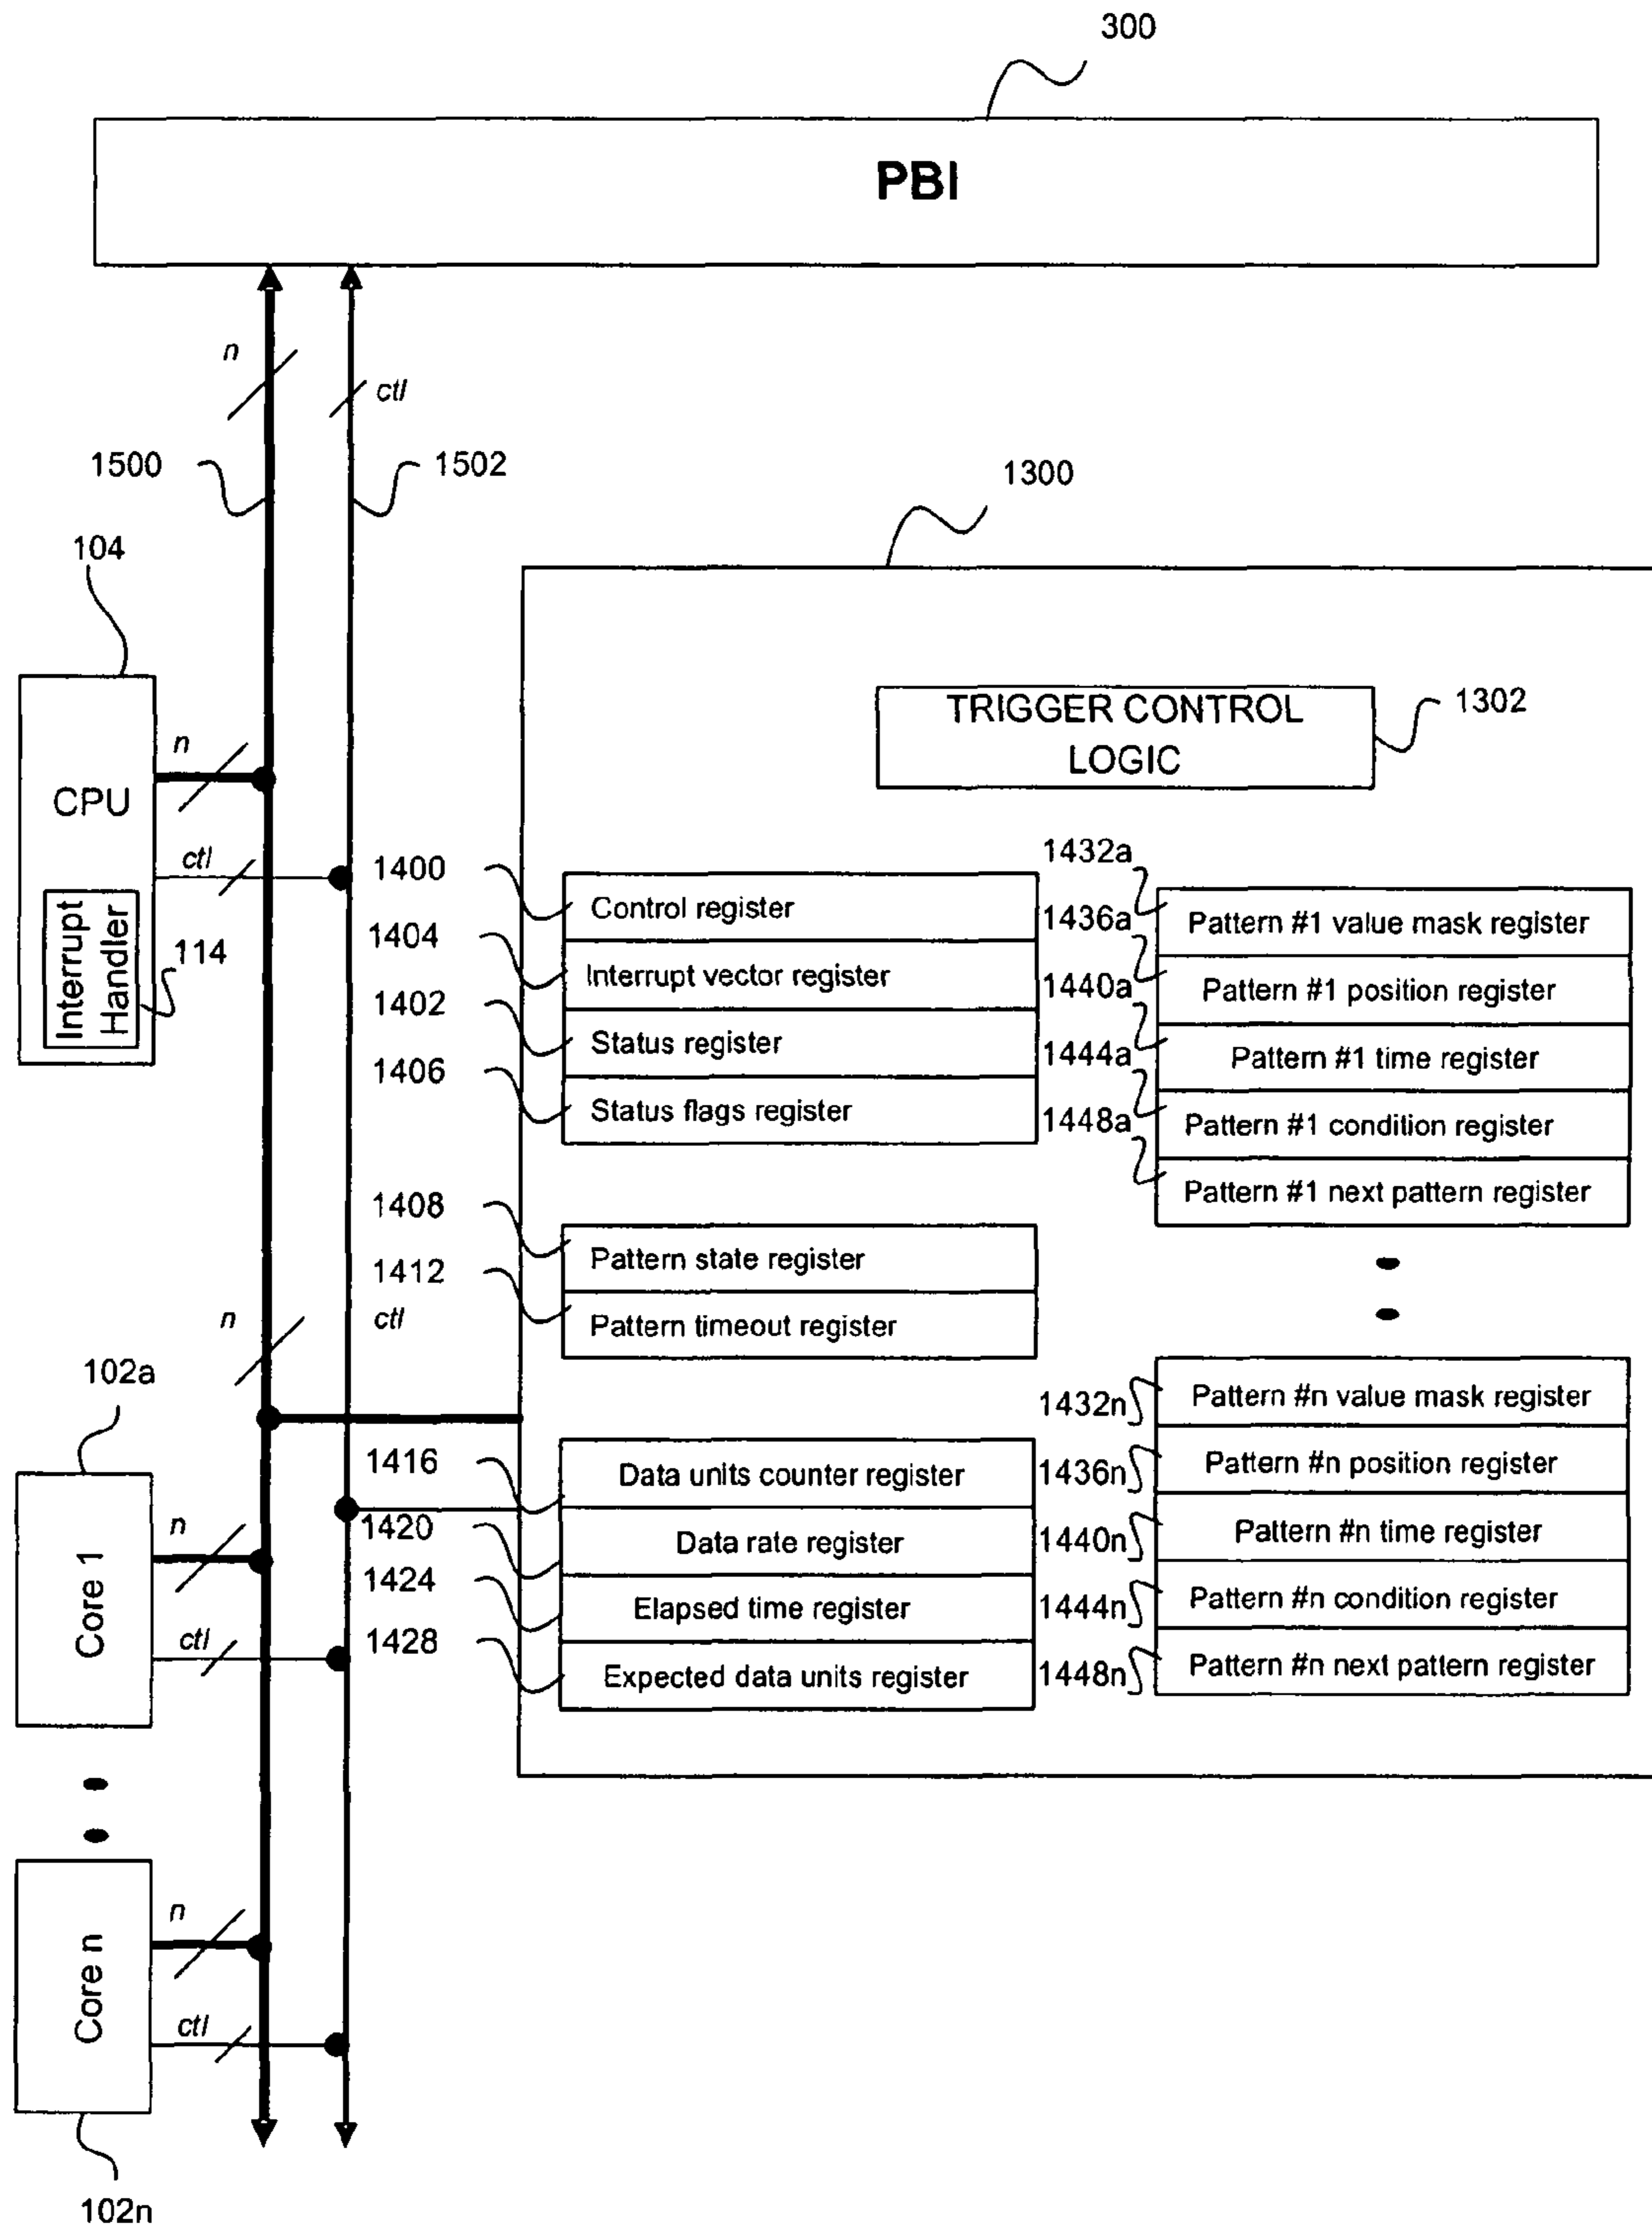 300
PBI
n
ctl
1500
1502
1300
104
TRIGGER CONTROL
LOGIC
1302
n
CPU
ctl
Interrupt
Handler
114
1400
Control register
1404
Interrupt vector register
1402
Status register
1406
Status flags register
1432a
Pattern #1 value mask register
1436a
Pattern #1 position register
1440a
Pattern #1 time register
1444a
Pattern #1 condition register
1448a
Pattern #1 next pattern register
1408
Pattern state register
1412
Pattern timeout register
n
ctl
102a
1432n
Pattern #n value mask register
1436n
Pattern #n position register
1440n
Pattern #n time register
1444n
Pattern #n condition register
1448n
Pattern #n next pattern register
1416
Data units counter register
1420
Data rate register
1424
Elapsed time register
1428
Expected data units register
n
Core 1
ctl
n
Core n
ctl
102n